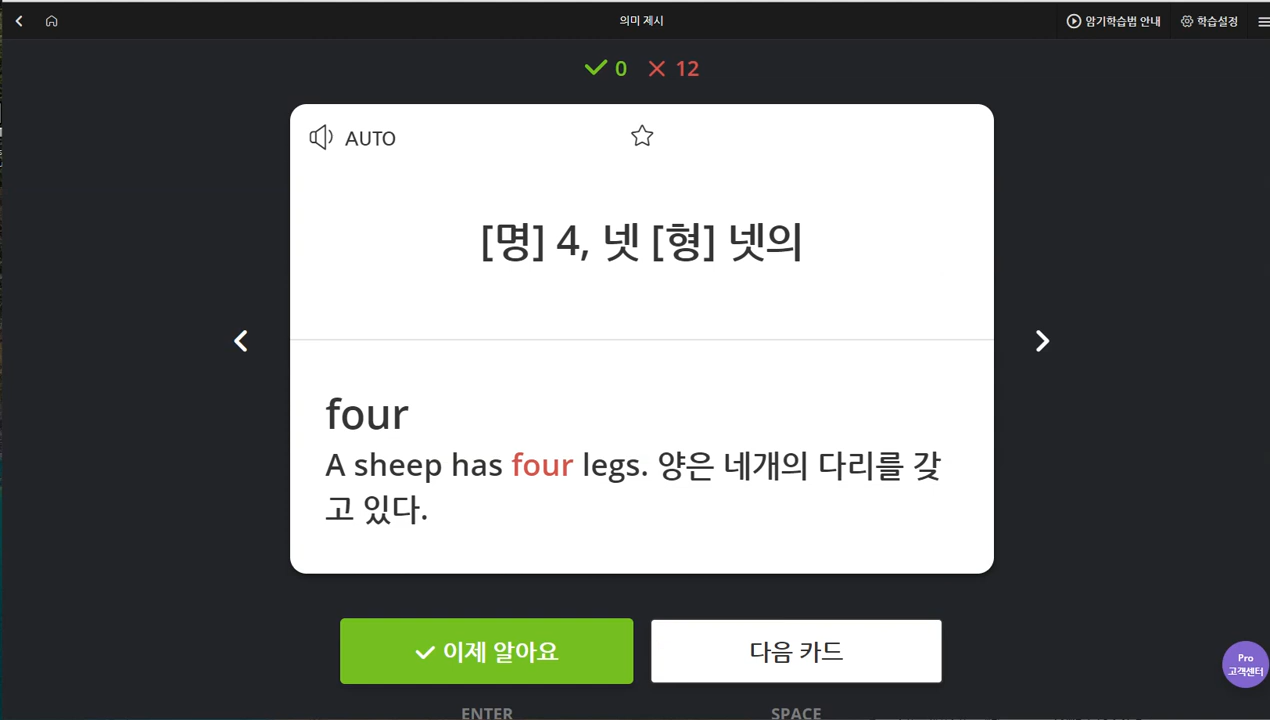 의미 제시
암기학습법 안내
학습설정
0 12
AUTO
[명] 4, 넷 [형] 넷의
four
A sheep has four legs. 양은 네개의 다리를 갖
고 있다.
이제 알아요
다음 카드
Pro
고객센터
ENTER
SPACE